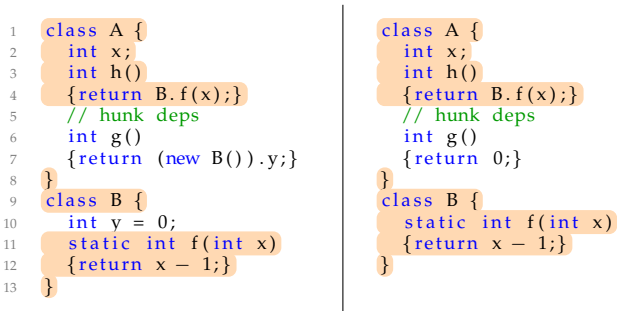 1 class A {
2 int x;
3 int h()
4 {return B.f(x);}
5 // hunk deps
6 int g()
7 {return (new B()).y;}
8 }
9 class B {
10 int y = 0;
11 static int f(int x)
12 {return x − 1;}
13 }
class A {
int x;
int h()
{return B.f(x);}
// hunk deps
int g()
{return 0;}
}
class B {
static int f(int x)
{return x − 1;}
}